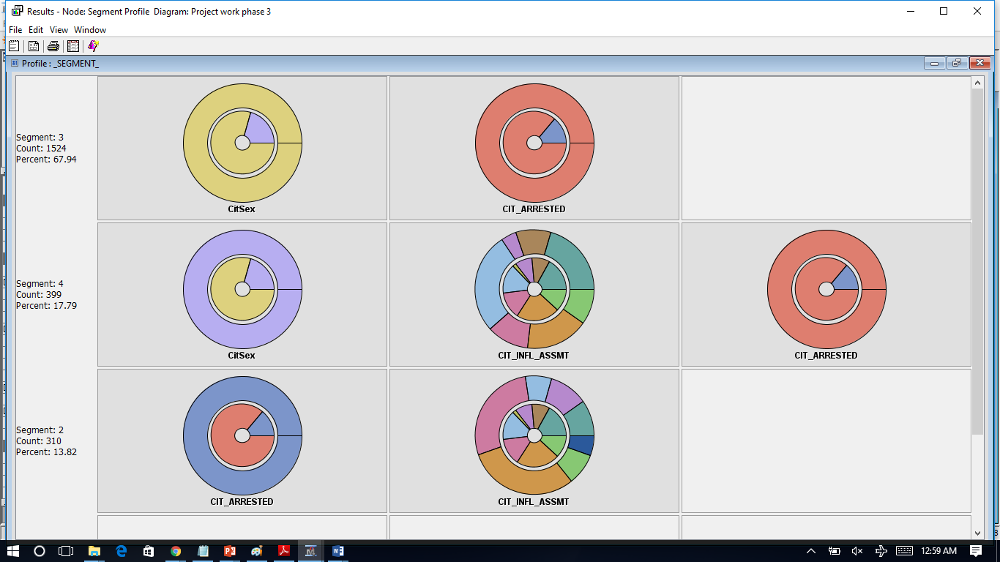 Results - Node: Segment Profile  Diagram: Project work phase 3
File Edit View Window
Profile : _SEGMENT_
Segment: 3
Count: 1524
Percent: 67.94
CitSex
CIT_ARRESTED
Segment: 4
Count: 399
Percent: 17.79
CitSex
CIT_INFL_ASSMT
CIT_ARRESTED
Segment: 2
Count: 310
Percent: 13.82
CIT_ARRESTED
CIT_INFL_ASSMT
12:59 AM